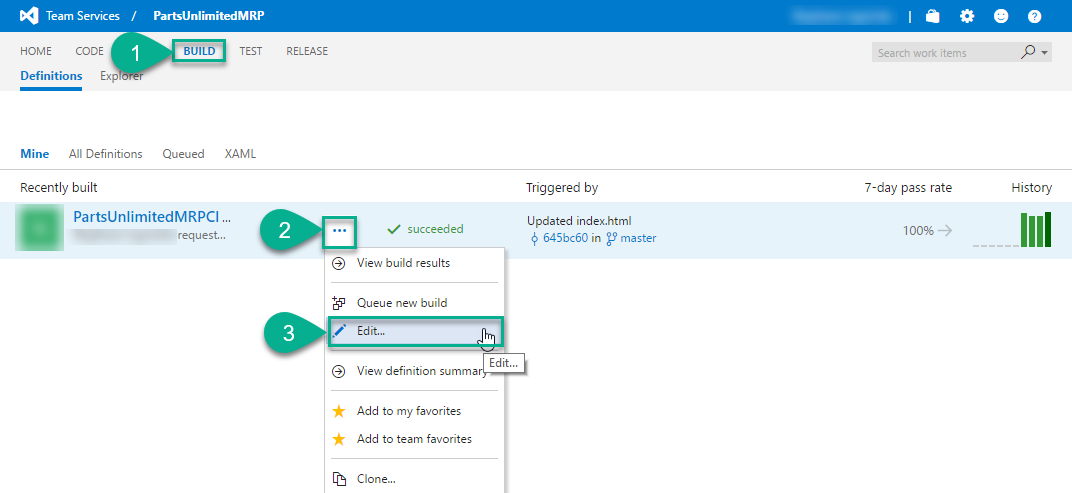 Team Services / PartsUnlimitedMRP |
HOME CODE 1 BUILD TEST RELEASE Search work items
Definitions Explorer
Mine All Definitions Queued XAML
Recently built Triggered by 7-day pass rate History
PartsUnlimitedMRPCI ... Updated index.html
2 ... succeeded 100%
request... 645bc60 in master
View build results
Queue new build
3 Edit...
Edit...
View definition summary
Add to my favorites
Add to team favorites
Clone...